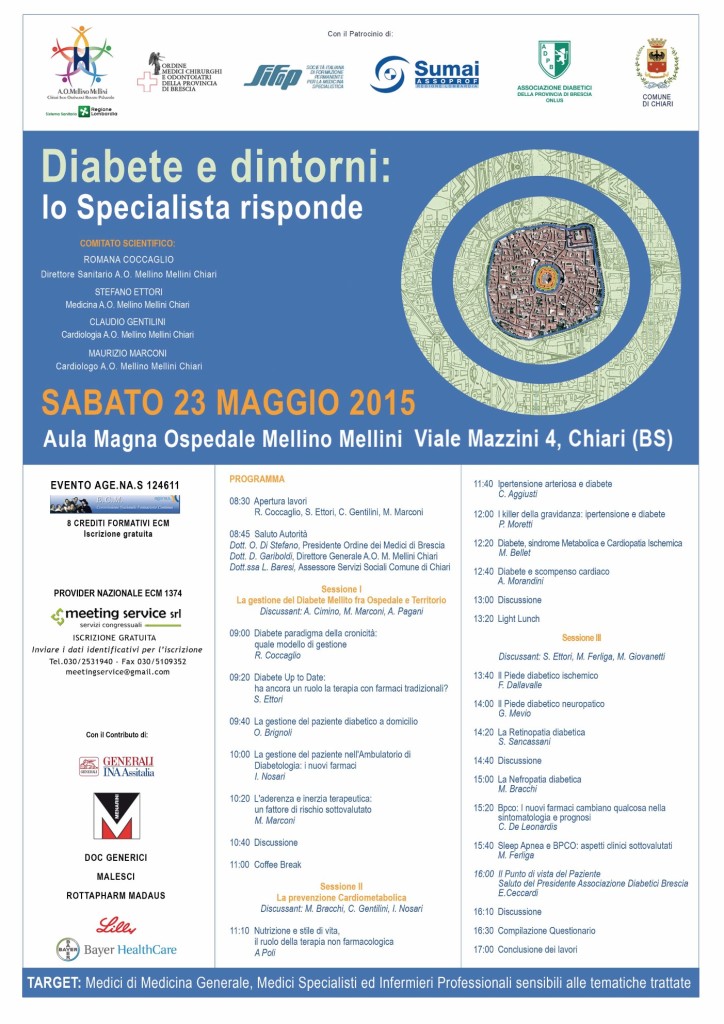 Con il Patrocinio di:
A.O.Mellino Mellini
Sistema Sanitario
Regione
Lombardia
ORDINE
MEDICI CHIRURGHI
E ODONTOIATRI
DELLA PROVINCIA
DI BRESCIA
SOCIETÀ ITALIANA
DI FORMAZIONE
PERMANENTE
PER LA MEDICINA
SPECIALISTICA
Sumai
ASSOPROF
ADPB
ASSOCIAZIONE DIABETICI
DELLA PROVINCIA DI BRESCIA
ONLUS
COMUNE
DI CHIARI
Diabete e dintorni:
lo Specialista risponde
COMITATO SCIENTIFICO:
ROMANA COCCAGLIO
Direttore Sanitario A.O. Mellino Mellini Chiari
STEFANO ETTORI
Medicina A.O. Mellino Mellini Chiari
CLAUDIO GENTILINI
Cardiologia A.O. Mellino Mellini Chiari
MAURIZIO MARCONI
Cardiologo A.O. Mellino Mellini Chiari
SABATO 23 MAGGIO 2015
Aula Magna Ospedale Mellino Mellini Viale Mazzini 4, Chiari (BS)
EVENTO AGE.NA.S 124611
8 CREDITI FORMATIVI ECM
Iscrizione gratuita
PROVIDER NAZIONALE ECM 1374
meeting service srl
servizi congressuali
ISCRIZIONE GRATUITA
Inviare i dati identificativi per l'iscrizione
Tel.030/2531940 - Fax 030/5109352
meetingservice@gmail.com
Con il Contributo di:
GENERALI
INA Assitalia
MENARINI
DOC GENERICI
MALESCI
ROTTAPHARM MADAUS
Lilly
BAYER
Bayer HealthCare
PROGRAMMA
08:30 Apertura lavori
R. Coccaglio, S. Ettori, C. Gentilini, M. Marconi
08:45 Saluto Autorità
Dott. O. Di Stefano, Presidente Ordine dei Medici di Brescia
Dott. D. Gariboldi, Direttore Generale A.O. M. Mellini Chiari
Dott.ssa L. Baresi, Assessore Servizi Sociali Comune di Chiari
Sessione I
La gestione del Diabete Mellito fra Ospedale e Territorio
Discussant: A. Cimino, M. Marconi, A. Pagani
09:00 Diabete paradigma della cronicità:
quale modello di gestione
R. Coccaglio
09:20 Diabete Up to Date:
ha ancora un ruolo la terapia con farmaci tradizionali?
S. Ettori
09:40 La gestione del paziente diabetico a domicilio
O. Brignoli
10:00 La gestione del paziente nell'Ambulatorio di
Diabetologia: i nuovi farmaci
I. Nosari
10:20 L'aderenza e inerzia terapeutica:
un fattore di rischio sottovalutato
M. Marconi
10:40 Discussione
11:00 Coffee Break
Sessione II
La prevenzione Cardiometabolica
Discussant: M. Bracchi, C. Gentilini, I. Nosari
11:10 Nutrizione e stile di vita,
il ruolo della terapia non farmacologica
A.Poli
11:40 Ipertensione arteriosa e diabete
C. Aggiusti
12:00 I killer della gravidanza: ipertensione e diabete
P. Moretti
12:20 Diabete, sindrome Metabolica e Cardiopatia Ischemica
M. Bellet
12:40 Diabete e scompenso cardiaco
A. Morandini
13:00 Discussione
13:20 Light Lunch
Sessione III
Discussant: S. Ettori, M. Ferliga, M. Giovanetti
13:40 Il Piede diabetico ischemico
F. Dallavalle
14:00 Il Piede diabetico neuropatico
G. Mevio
14:20 La Retinopatia diabetica
S. Sancassani
14:40 Discussione
15:00 La Nefropatia diabetica
M. Bracchi
15:20 Bpco: I nuovi farmaci cambiano qualcosa nella
sintomatologia e prognosi
C. De Leonardis
15:40 Sleep Apnea e BPCO: aspetti clinici sottovalutati
M. Ferliga
16:00 Il Punto di vista del Paziente
Saluto del Presidente Associazione Diabetici Brescia
E.Ceccardi
16:10 Discussione
16:30 Compilazione Questionario
17:00 Conclusione dei lavori
TARGET: Medici di Medicina Generale, Medici Specialisti ed Infermieri Professionali sensibili alle tematiche trattate